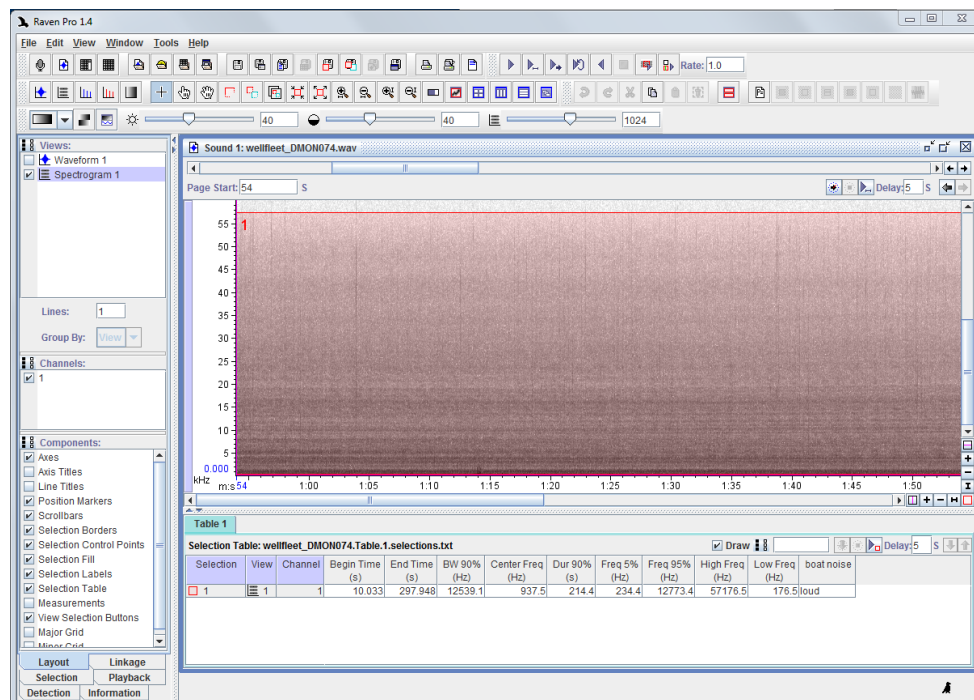 Raven Pro 1.4
File Edit View Window Tools Help
Rate: 1.0
40 40 1024
Views:
Waveform 1
Spectrogram 1
Lines: 1
Group By: View
Channels:
1
Components:
Axes
Axis Titles
Line Titles
Position Markers
Scrollbars
Selection Borders
Selection Control Points
Selection Fill
Selection Labels
Selection Table
Measurements
View Selection Buttons
Major Grid
Minor Grid
Layout Linkage
Selection Playback
Detection Information
Sound 1: wellfleet_DMON074.wav
Page Start: 54 S Delay: 5 S
1
55
50
45
40
35
30
25
20
15
10
5
0.000
kHz
m:s 54 1:00 1:05 1:10 1:15 1:20 1:25 1:30 1:35 1:40 1:45 1:50
Table 1
Selection Table: wellfleet_DMON074.Table.1.selections.txt Draw Delay: 5 S
Selection View Channel Begin Time (s) End Time (s) BW 90% (Hz) Center Freq (Hz) Dur 90% (s) Freq 5% (Hz) Freq 95% (Hz) High Freq (Hz) Low Freq (Hz) boat noise
1 1 1 10.033 297.948 12539.1 937.5 214.4 234.4 12773.4 57176.5 176.5 loud